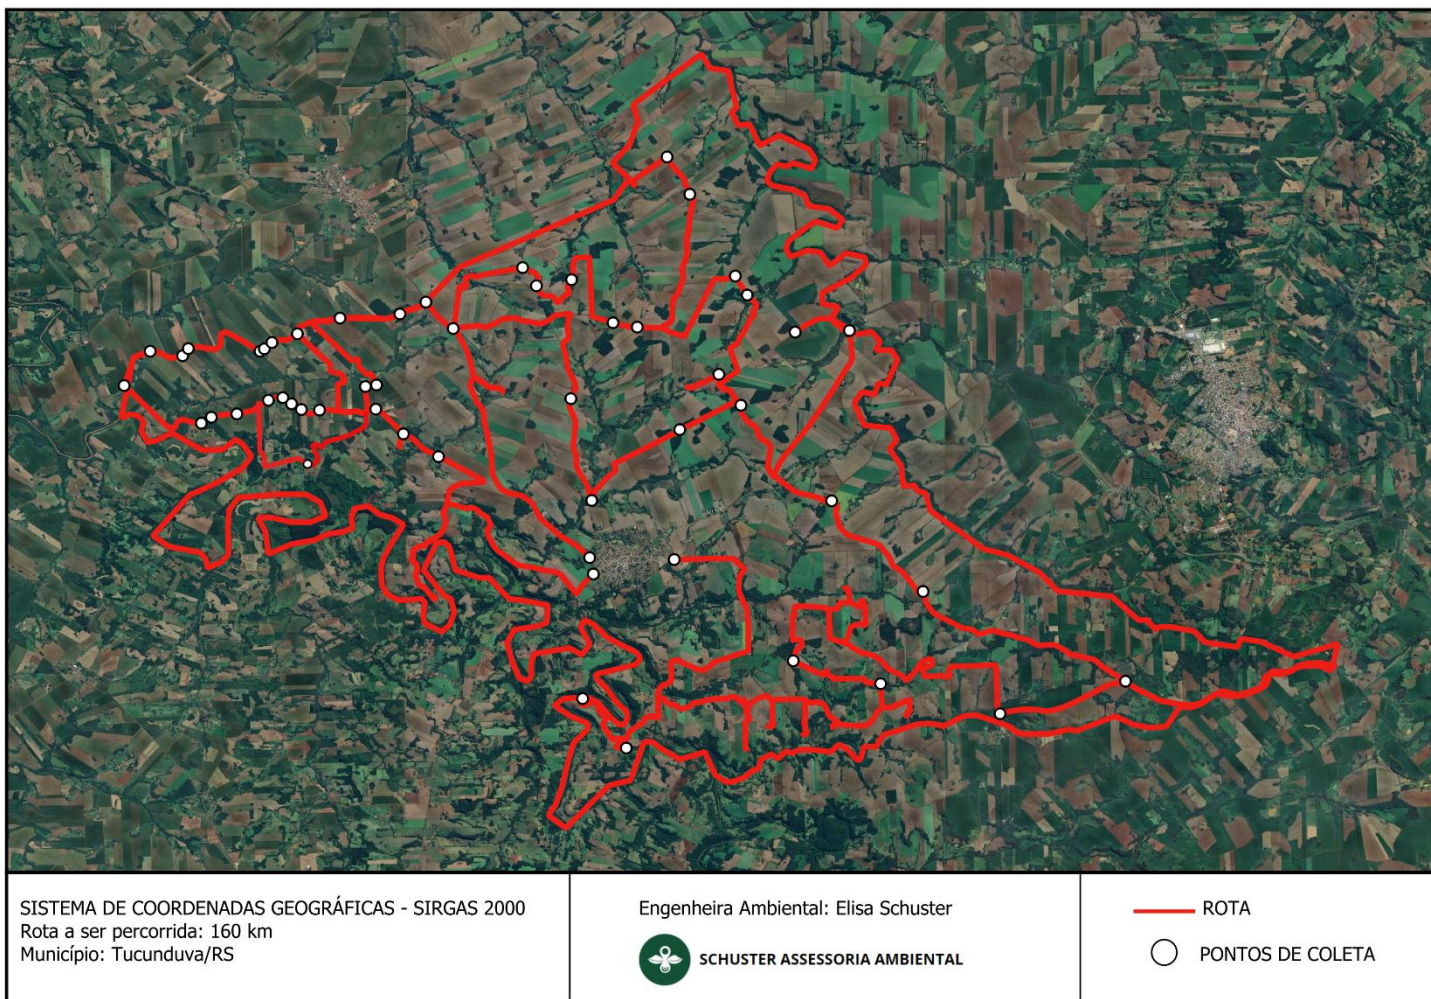 SISTEMA DE COORDENADAS GEOGRÁFICAS - SIRGAS 2000
Rota a ser percorrida: 160 km
Município: Tucunduva/RS
Engenheira Ambiental: Elisa Schuster
SCHUSTER ASSESSORIA AMBIENTAL
ROTA
PONTOS DE COLETA